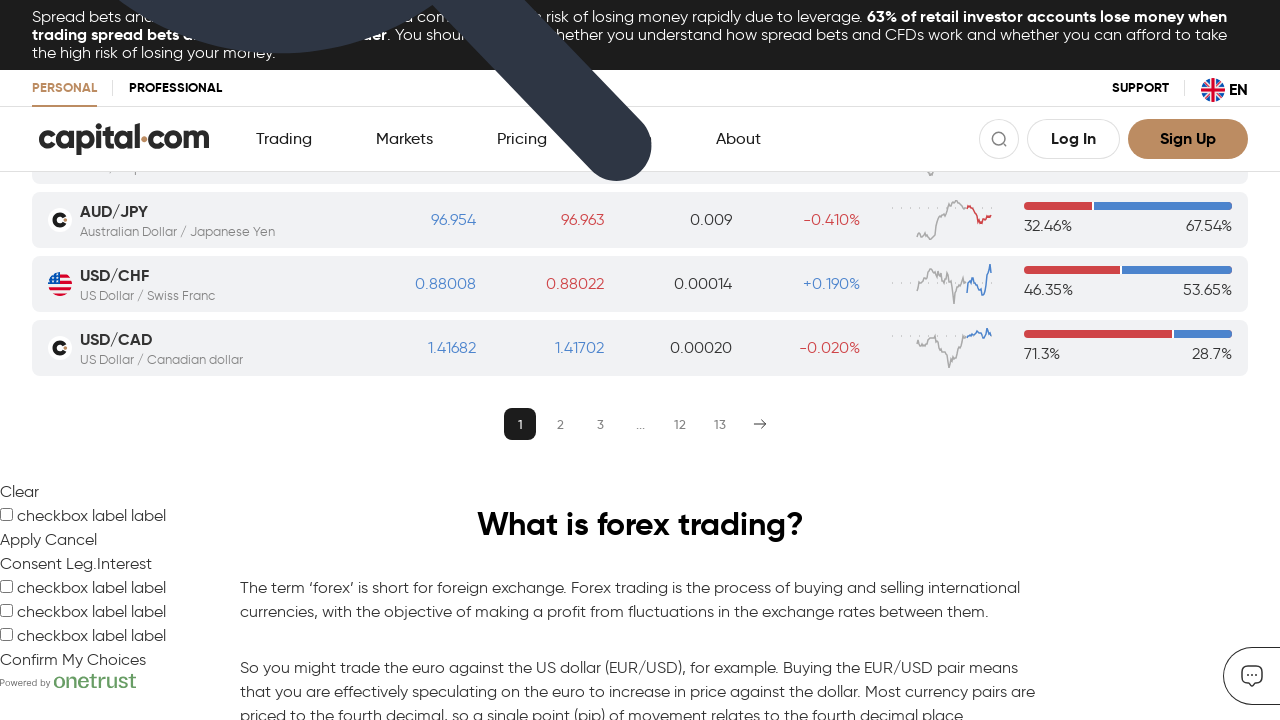 Spread bets and
risk of losing money rapidly due to leverage. 63% of retail investor accounts lose money when
trading spread bets
. You should whether you understand how spread bets and CFDs work and whether you can afford to take
the high risk of losing your money.
PERSONAL PROFESSIONAL SUPPORT EN
capital.com Trading Markets Pricing About Log In Sign Up
AUD/JPY
Australian Dollar / Japanese Yen
96.954 96.963 0.009 -0.410% 32.46% 67.54%
USD/CHF
US Dollar / Swiss Franc
0.88008 0.88022 0.00014 +0.190% 46.35% 53.65%
USD/CAD
US Dollar / Canadian dollar
1.41682 1.41702 0.00020 -0.020% 71.3% 28.7%
1 2 3 ... 12 13
Clear
checkbox label label
Apply Cancel
Consent Leg.Interest
checkbox label label
checkbox label label
checkbox label label
Confirm My Choices
Powered by onetrust
What is forex trading?
The term ‘forex’ is short for foreign exchange. Forex trading is the process of buying and selling international
currencies, with the objective of making a profit from fluctuations in the exchange rates between them.
So you might trade the euro against the US dollar (EUR/USD), for example. Buying the EUR/USD pair means
that you are effectively speculating on the euro to increase in price against the dollar. Most currency pairs are
priced to the fourth decimal, so a single point (pip) of movement relates to the fourth decimal place